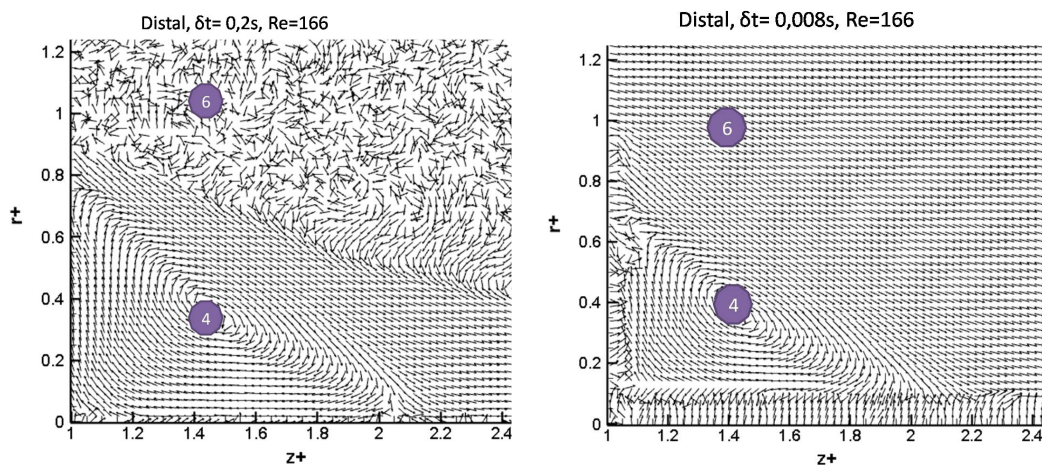 Distal, δt= 0,2s, Re=166
1.2
1
0.8
0.6
0.4
0.2
0
r+
6
4
1 1.2 1.4 1.6 1.8 2 2.2 2.4
z+
Distal, δt= 0,008s, Re=166
1.2
1
0.8
0.6
0.4
0.2
0
r+
6
4
1 1.2 1.4 1.6 1.8 2 2.2 2.4
z+